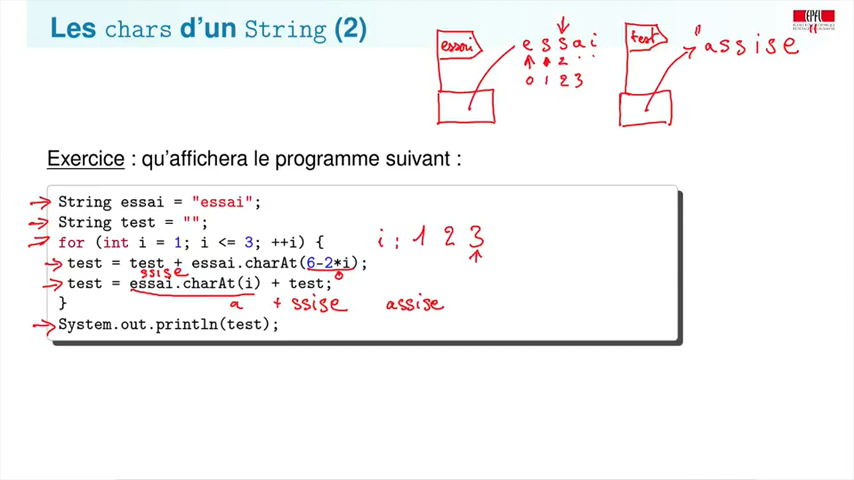 Les chars d'un String (2)
EPFL
essai
e s s a i
0 1 2 3
2
test
" a s s i s e
Exercice : qu'affichera le programme suivant :
String essai = "essai";
String test = "";
for (int i = 1; i <= 3; ++i) {
i : 1 2 3
test = test + essai.charAt(6-2*i);
ssise
0
test = essai.charAt(i) + test;
}
a + ssise assise
System.out.println(test);